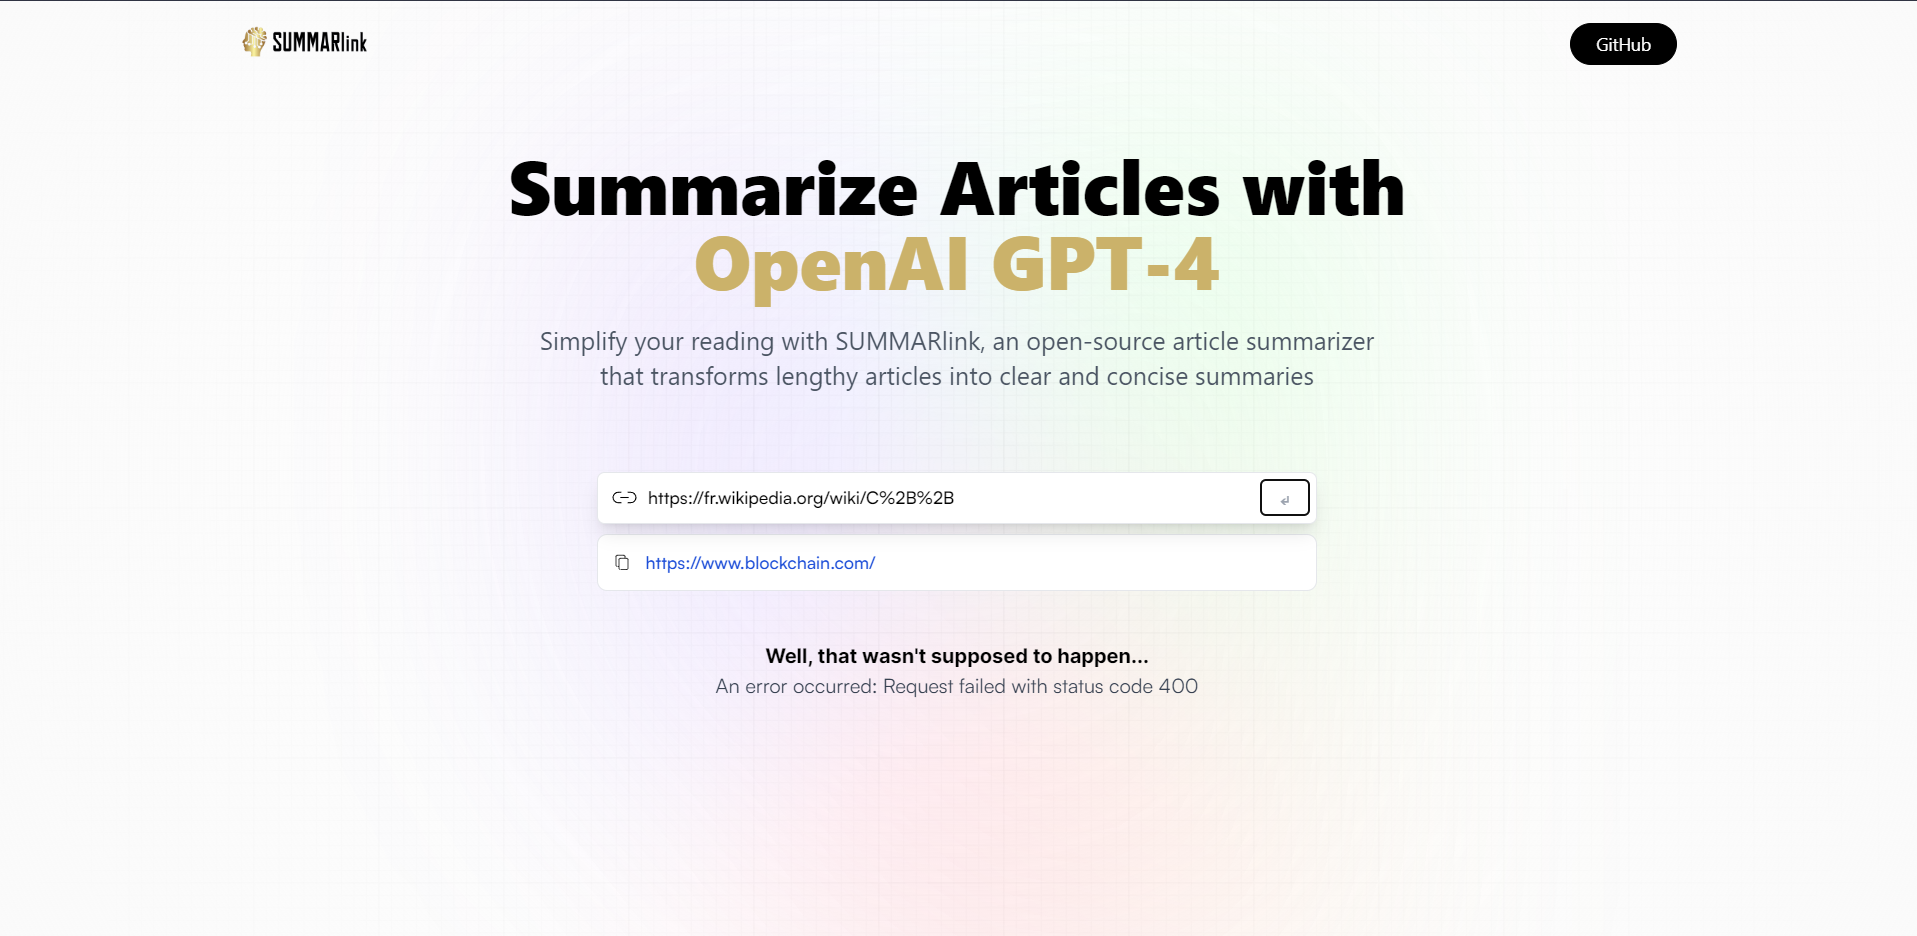 SUMMARlink
GitHub
Summarize Articles with
OpenAI GPT-4
Simplify your reading with SUMMARlink, an open-source article summarizer
that transforms lengthy articles into clear and concise summaries
https://fr.wikipedia.org/wiki/C%2B%2B
https://www.blockchain.com/
Well, that wasn't supposed to happen...
An error occurred: Request failed with status code 400